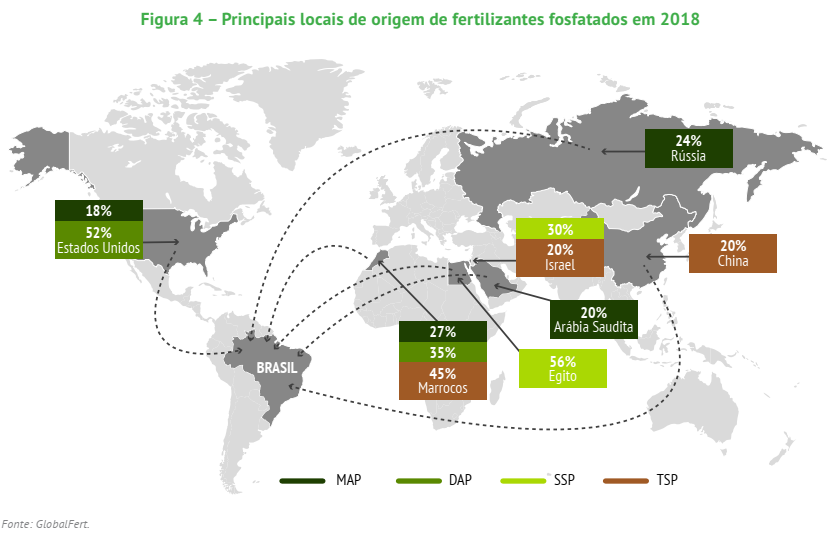 Figura 4 – Principais locais de origem de fertilizantes fosfatados em 2018
24%
Rússia
18%
52%
Estados Unidos
30%
20%
Israel
20%
China
20%
Arábia Saudita
27%
35%
45%
Marrocos
56%
Egito
BRASIL
MAP
DAP
SSP
TSP
Fonte: GlobalFert.